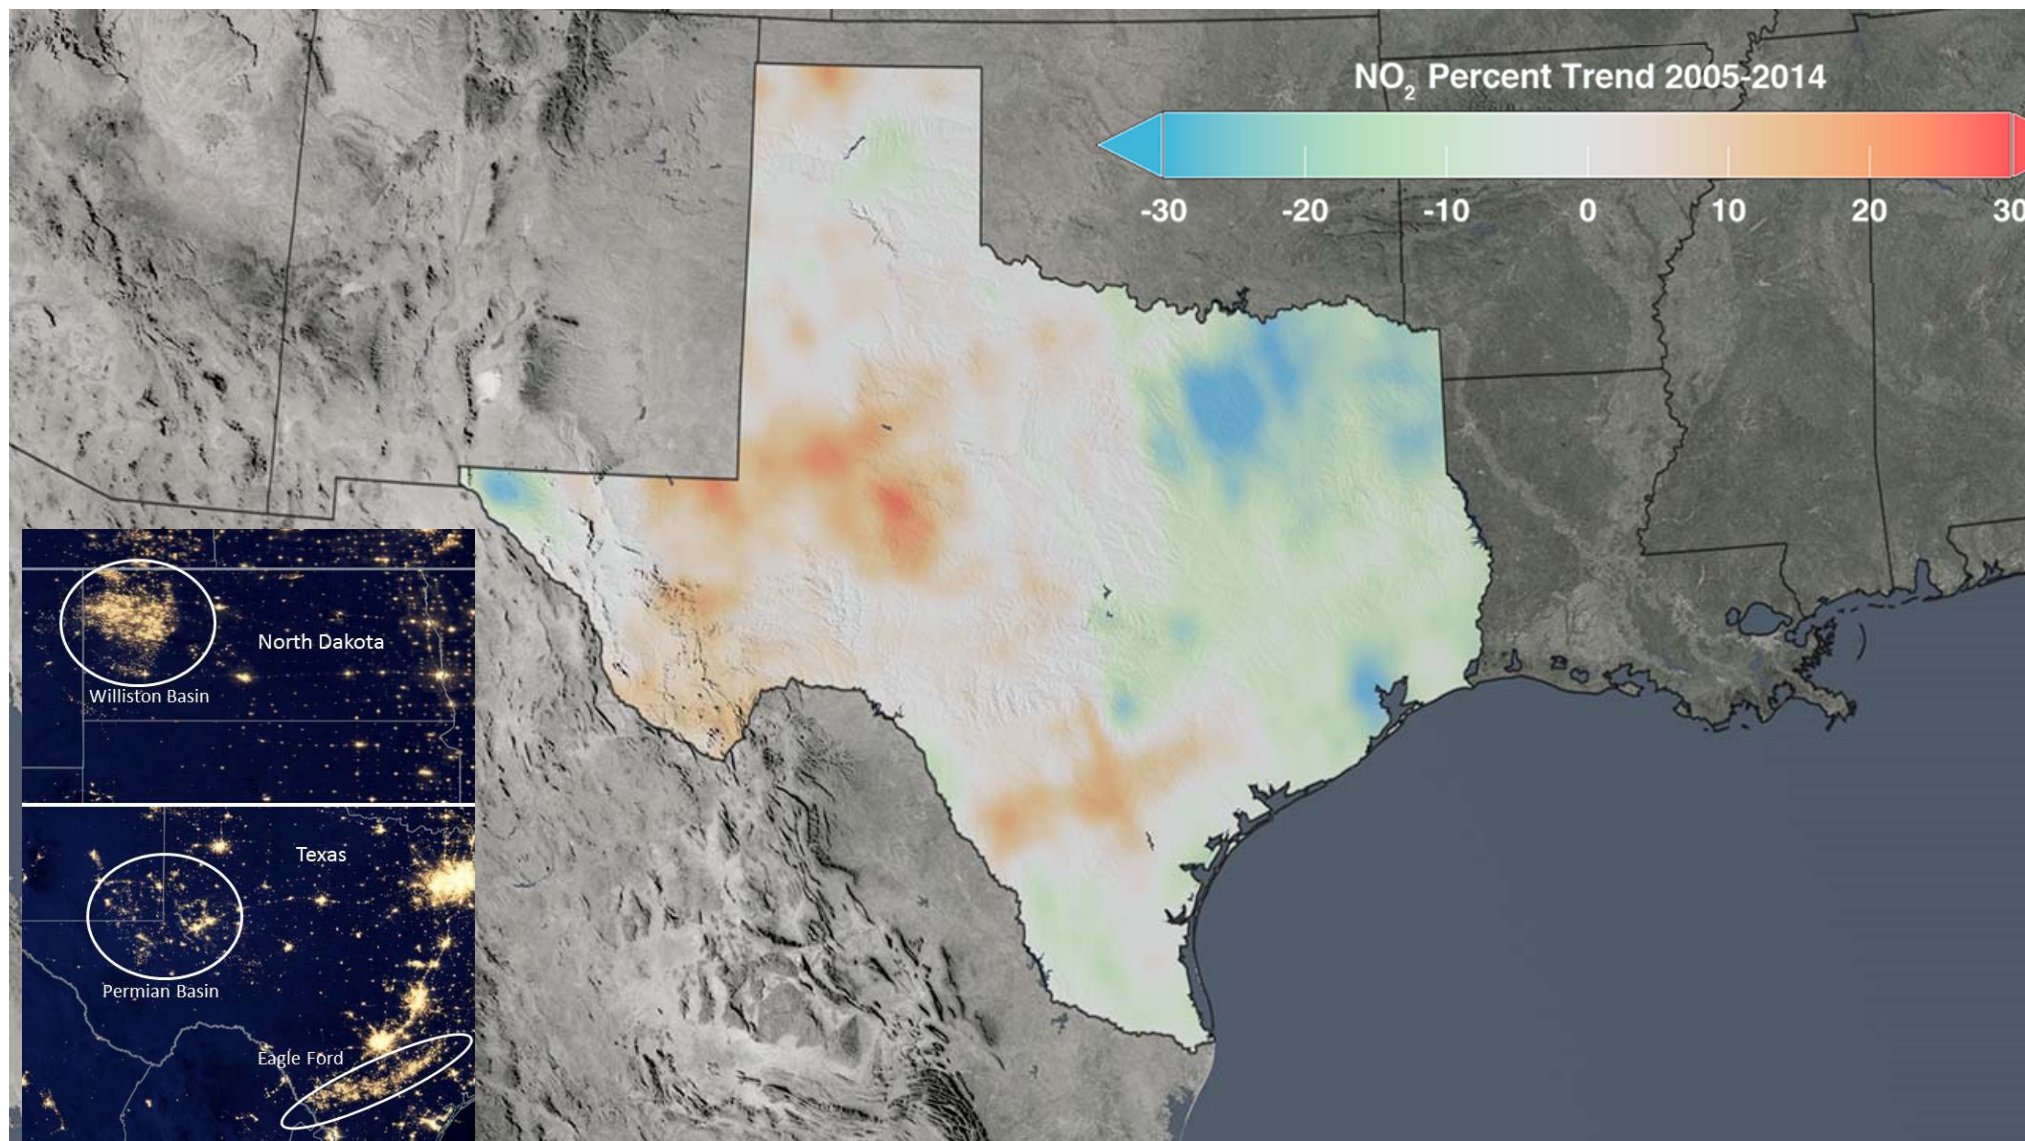 NO₂ Percent Trend 2005-2014
-30 -20 -10 0 10 20 30
North Dakota
Williston Basin
Texas
Permian Basin
Eagle Ford